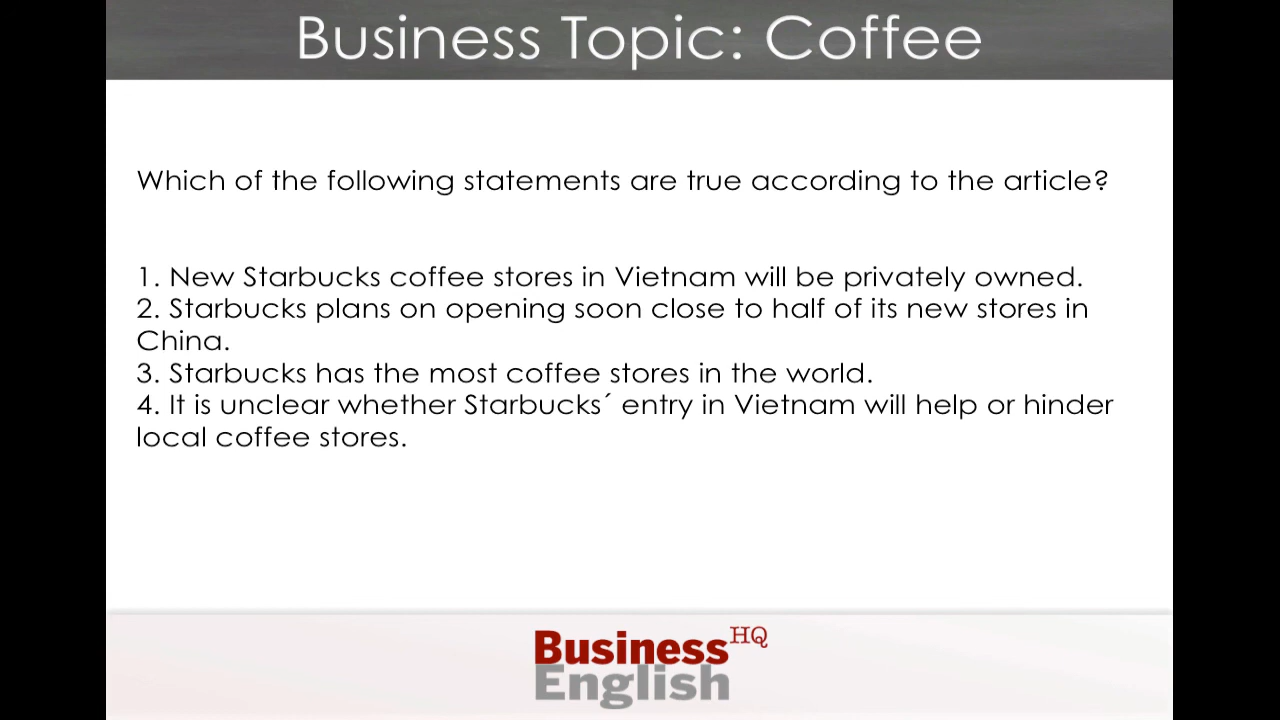 Business Topic: Coffee
Which of the following statements are true according to the article?
1. New Starbucks coffee stores in Vietnam will be privately owned.
2. Starbucks plans on opening soon close to half of its new stores in
China.
3. Starbucks has the most coffee stores in the world.
4. It is unclear whether Starbucks´ entry in Vietnam will help or hinder
local coffee stores.
Business HQ
English